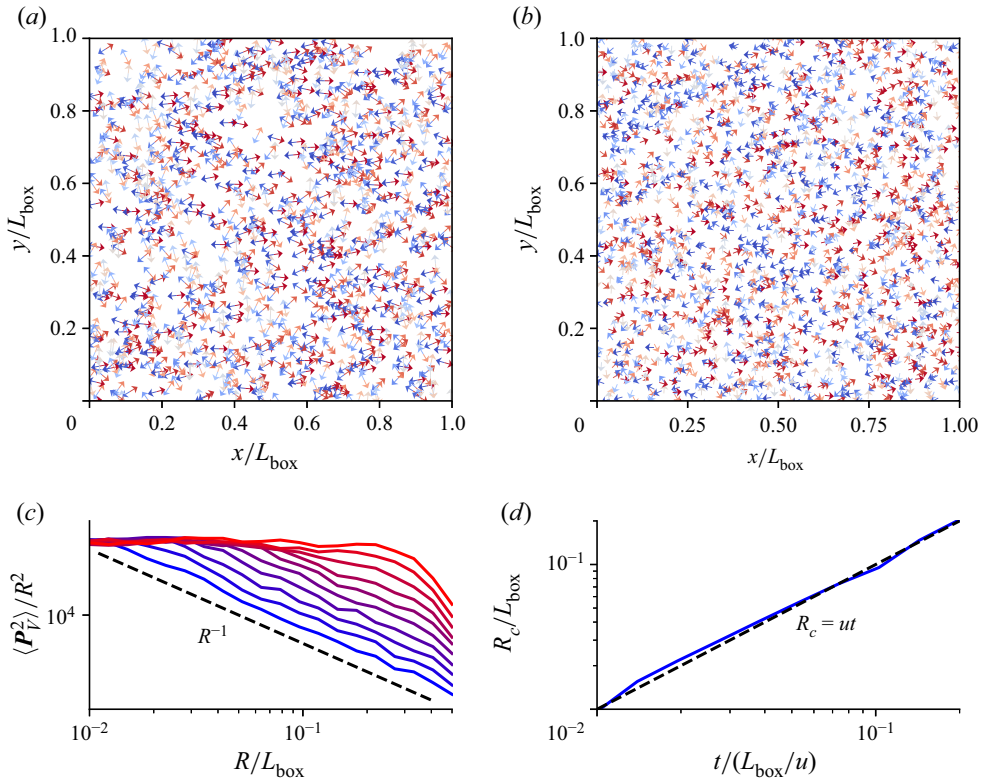 (a)
(b)
1.0
0.8
0.6
0.4
0.2
y/L_box
0
0.2
0.4
0.6
0.8
1.0
x/L_box
1.0
0.8
0.6
0.4
0.2
y/L_box
0
0.25
0.50
0.75
1.00
x/L_box
(c)
⟨P_V^2⟩/R^2
10^4
R^−1
10^−2
10^−1
R/L_box
(d)
R_c/L_box
10^−1
R_c = ut
10^−2
10^−1
t/(L_box/u)